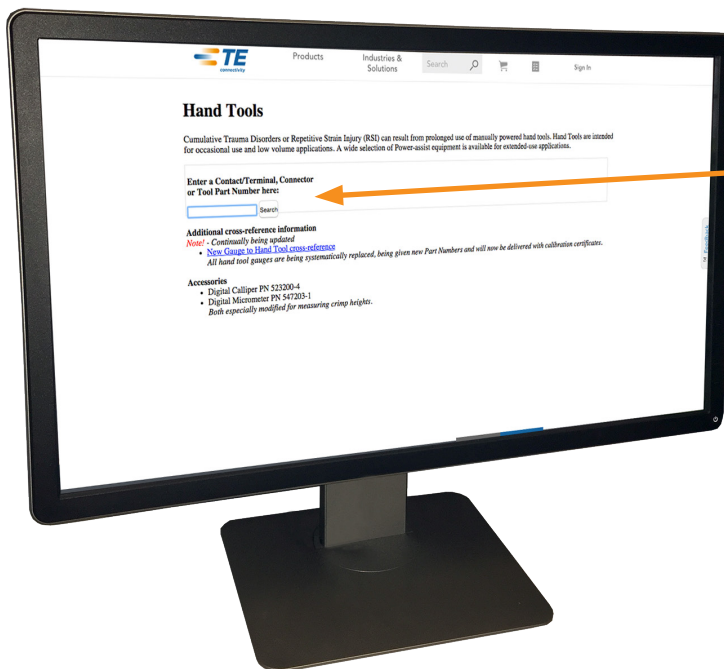 TE
connectivity
Products
Industries &
Solutions
Search
Sign In
Hand Tools
Cumulative Trauma Disorders or Repetitive Strain Injury (RSI) can result from prolonged use of manually powered hand tools. Hand Tools are intended
for occasional use and low volume applications. A wide selection of Power-assist equipment is available for extended-use applications.
Enter a Contact/Terminal, Connector
or Tool Part Number here:
Search
Additional cross-reference information
Note! - Continually being updated
• New Gauge to Hand Tool cross-reference
All hand tool gauges are being systematically replaced, being given new Part Numbers and will now be delivered with calibration certificates.
Accessories
• Digital Calliper PN 523200-4
• Digital Micrometer PN 547203-1
Both especially modified for measuring crimp heights.
Feedback